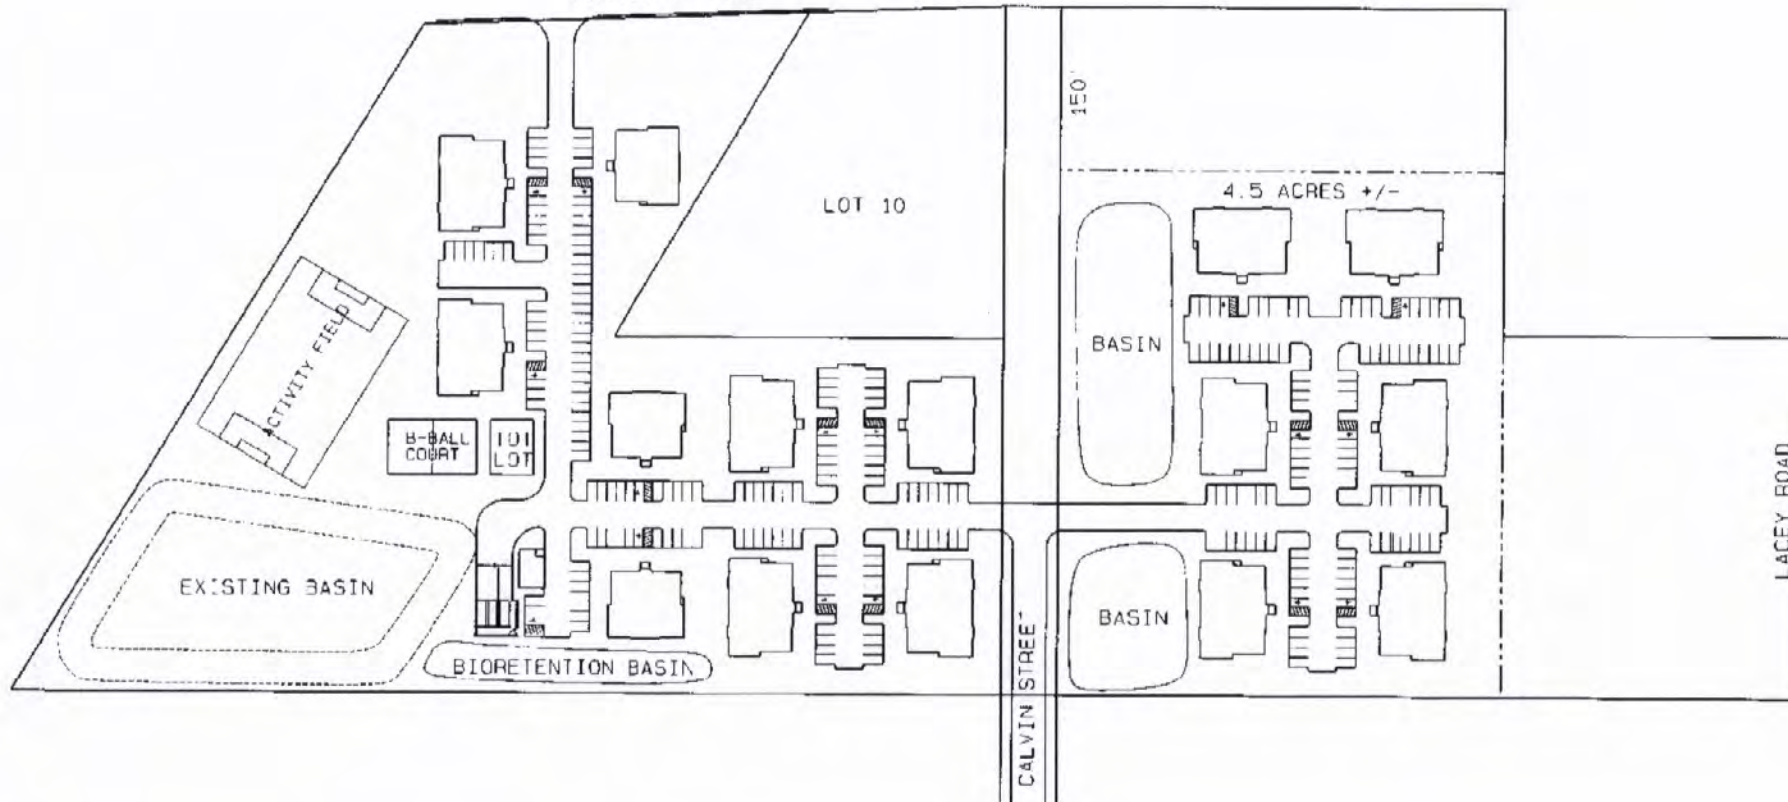 150'
4.5 ACRES +/-
LOT 10
ACTIVITY FIELD
BASIN
B-BALL
COURT
TOT
LOT
LACEY ROAD
EXISTING BASIN
BASIN
BIORETENTION BASIN
CALVIN STREET